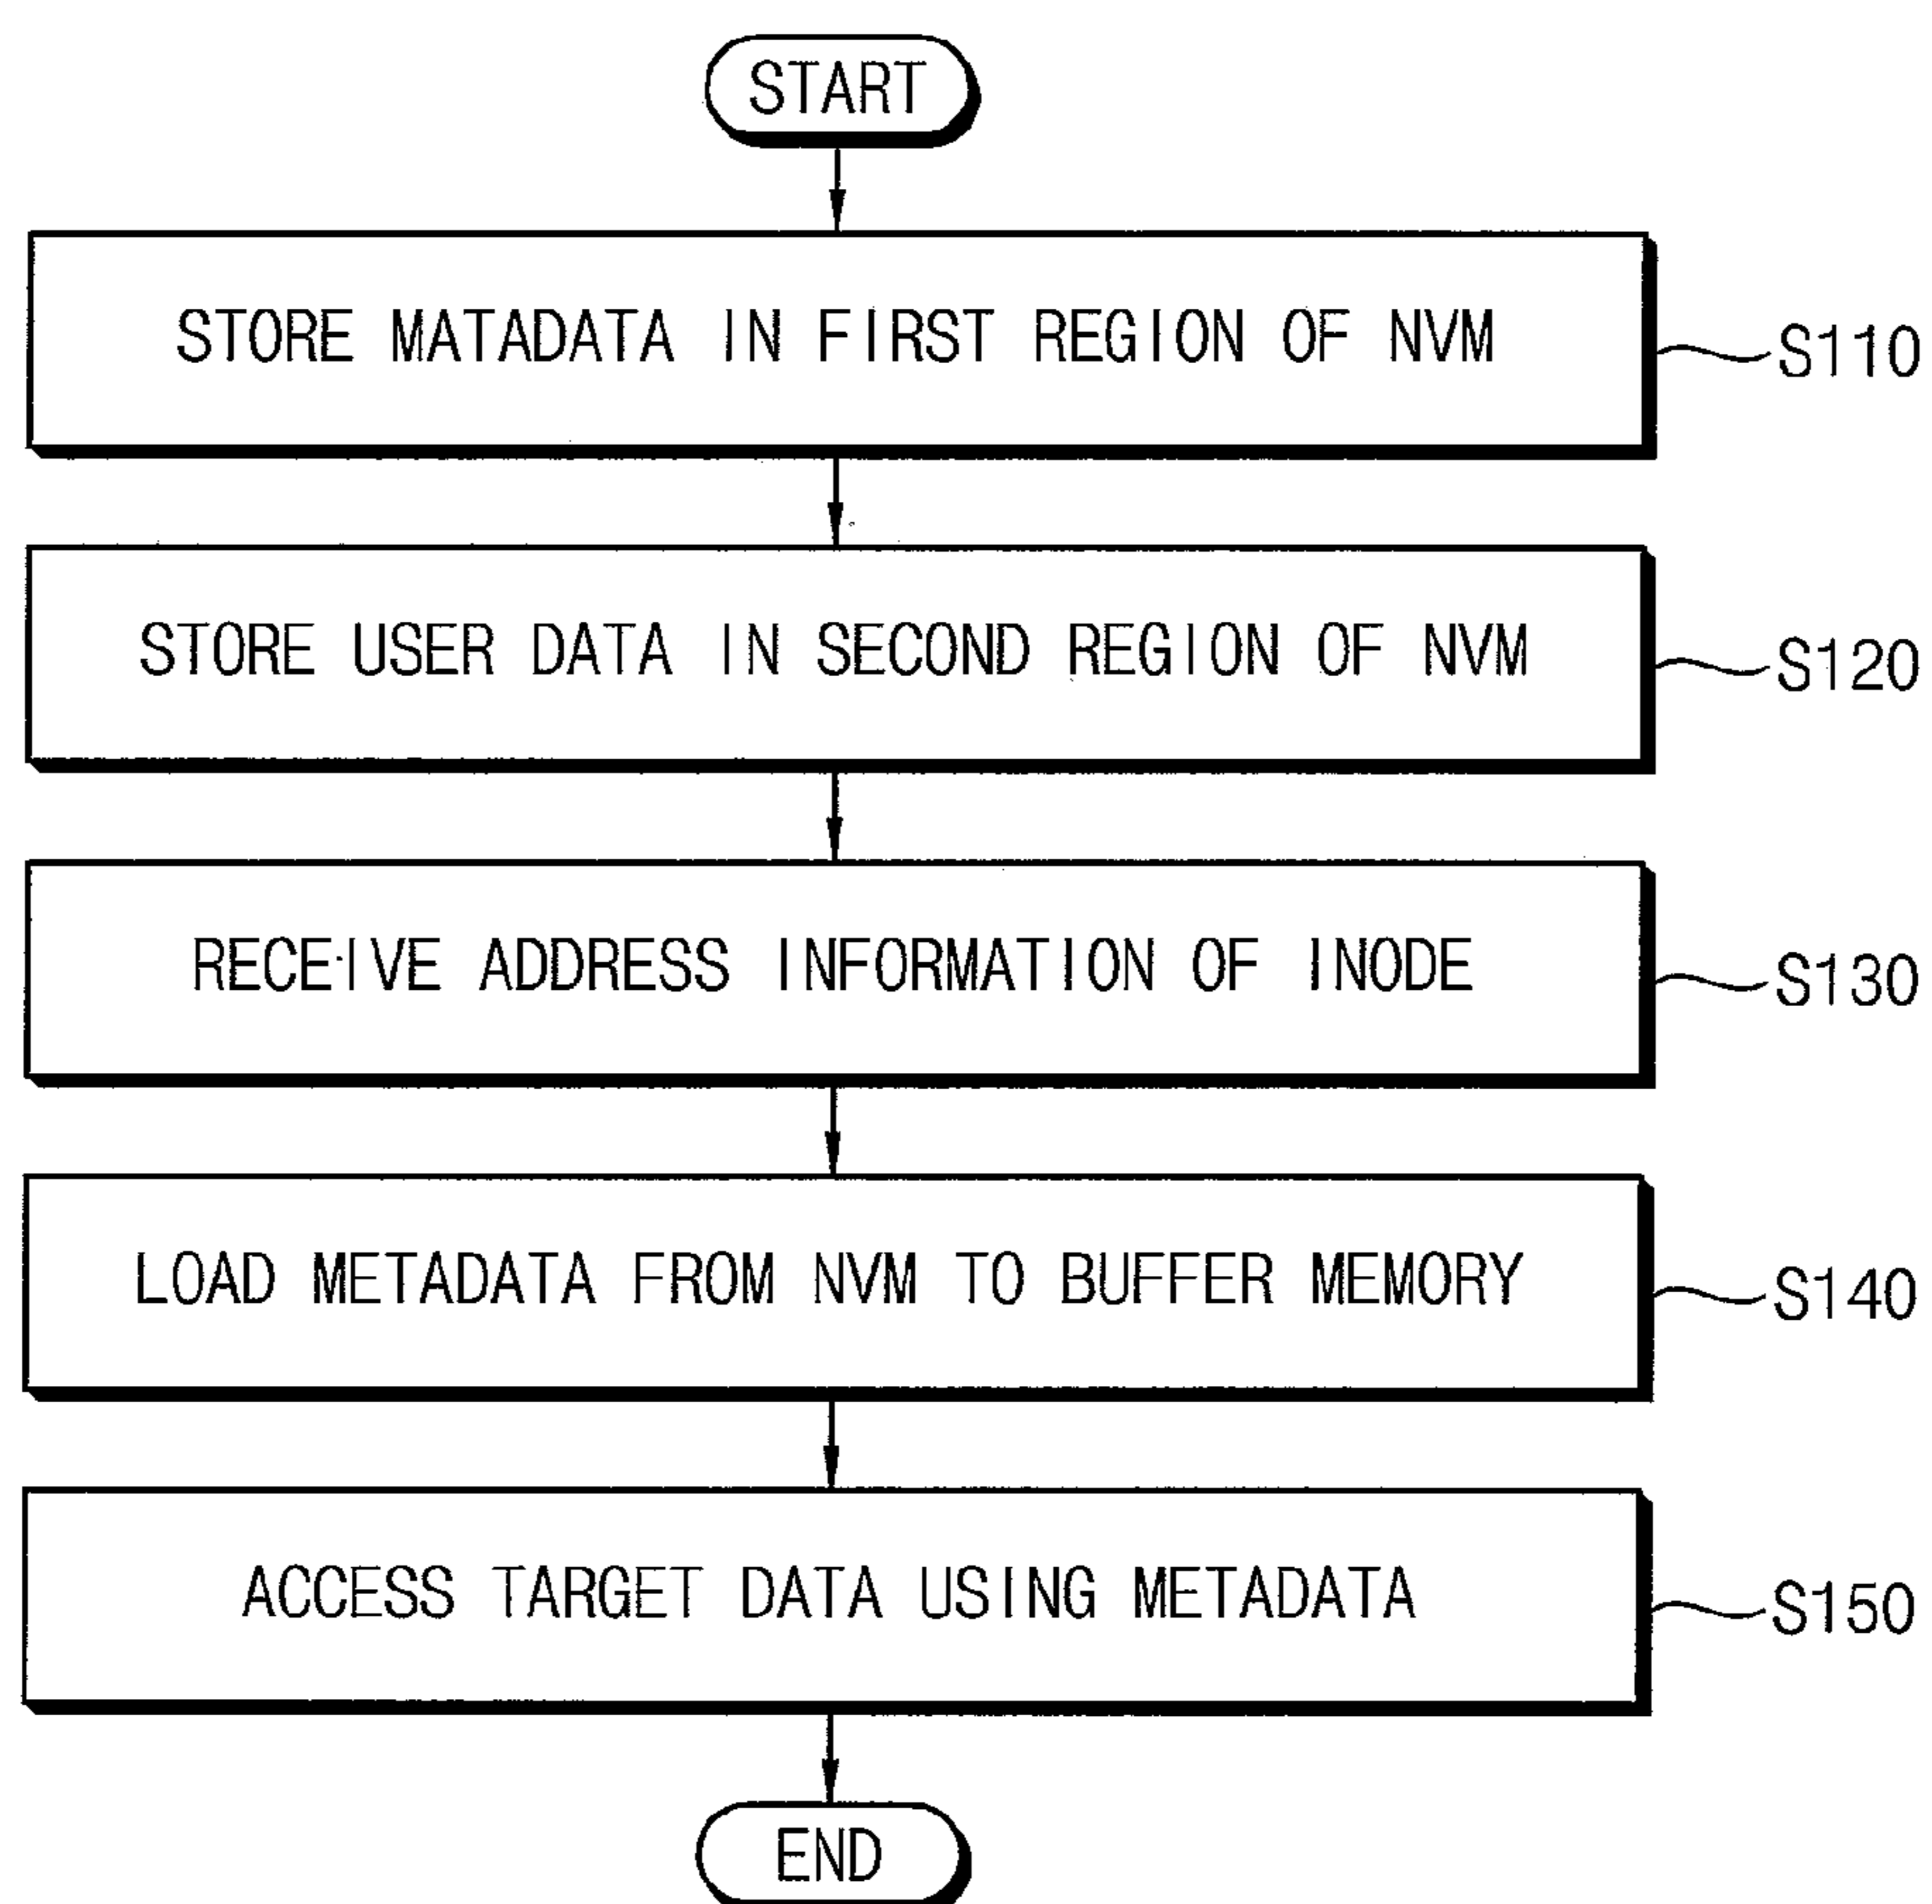 START
STORE MATADATA IN FIRST REGION OF NVM
S110
STORE USER DATA IN SECOND REGION OF NVM
S120
RECEIVE ADDRESS INFORMATION OF INODE
S130
LOAD METADATA FROM NVM TO BUFFER MEMORY
S140
ACCESS TARGET DATA USING METADATA
S150
END